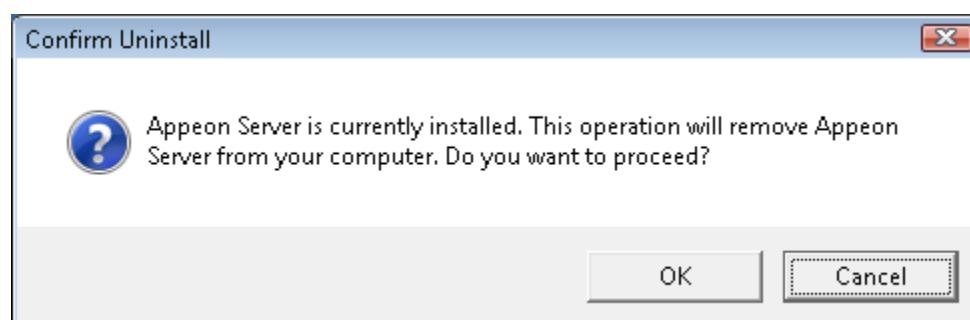 Confirm Uninstall
Appeon Server is currently installed. This operation will remove Appeon
Server from your computer. Do you want to proceed?
OK
Cancel